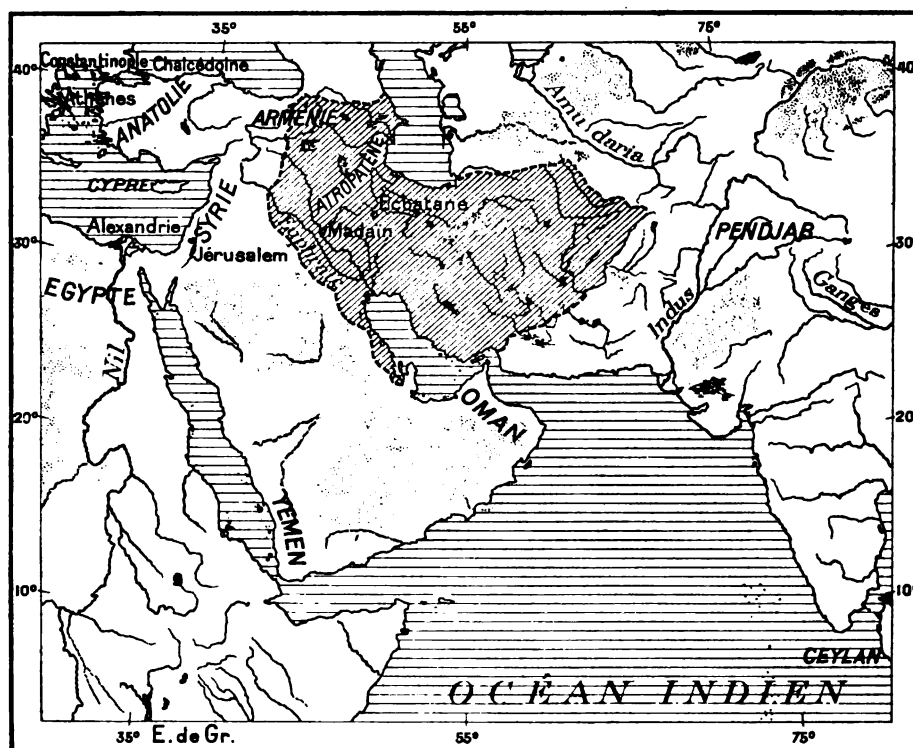 35° 55° 75°
40° 40°
Constantinople Chalcédoine
Athènes
ANATOLIE
ARMÉNIE
Amu daria
ATROPATÈNE
CYPRE
SYRIE
Ecbatane
Alexandrie
Madain
PENDJAB
30° 30°
Jérusalem
Euphrate
EGYPTE
Indus
Ganges
Nil
20° 20°
OMAN
YEMEN
10° 10°
CEYLAN
OCÉAN INDIEN
35° 55° 75°
E. de Gr.